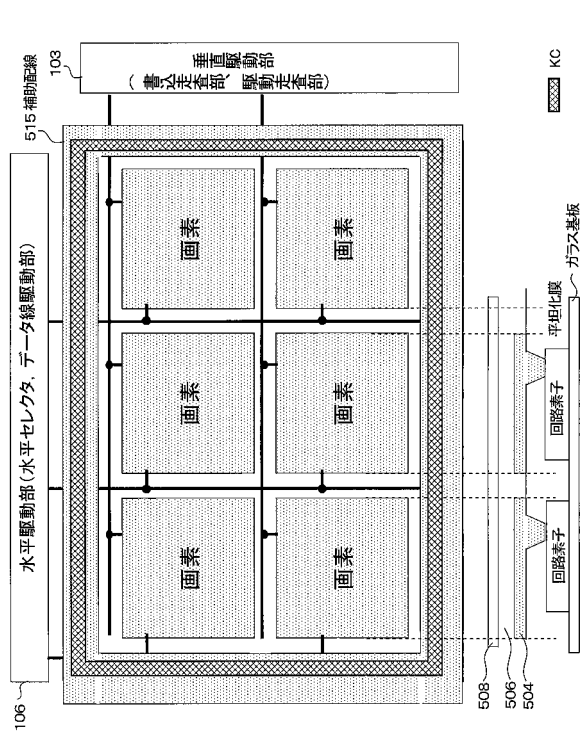 106
水平駆動部(水平セレクタ、データ線駆動部)
515 補助配線
103
垂直駆動部
(書込走査部、駆動走査部)
画素
画素
画素
画素
画素
画素
KC
508
506
504
回路素子
回路素子
平坦化膜
ガラス基板